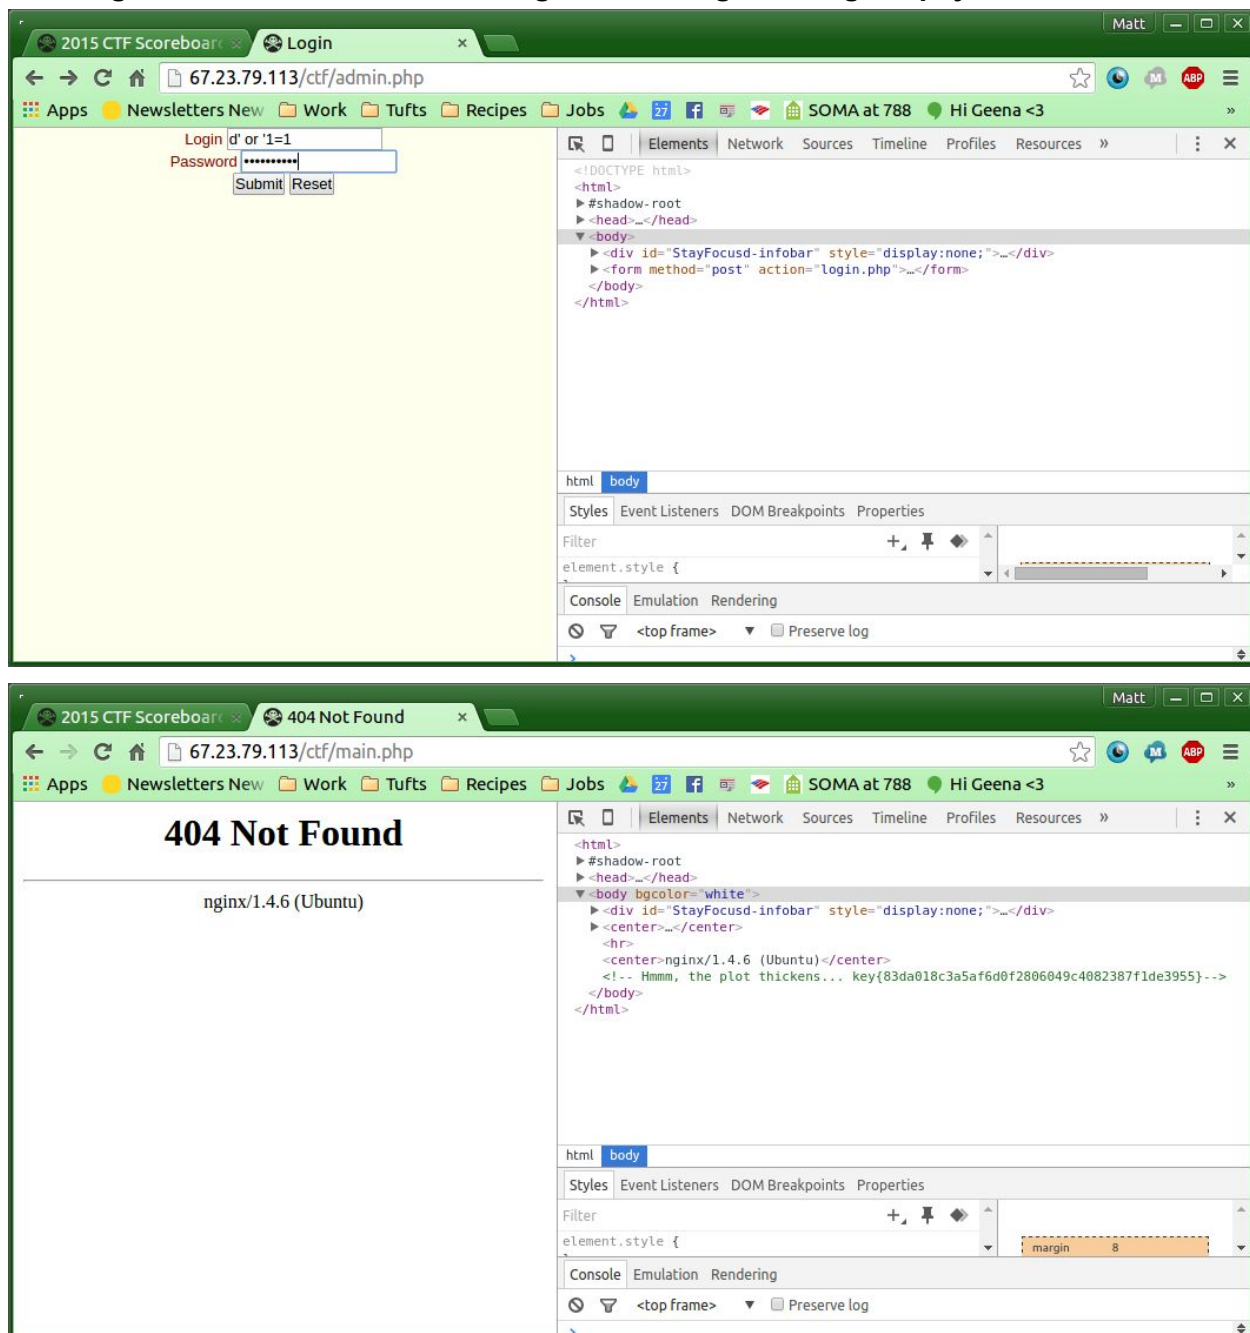 Matt
2015 CTF Scoreboar
Login
67.23.79.113/ctf/admin.php
Apps Newsletters New Work Tufts Recipes Jobs 27 SOMA at 788 Hi Geena <3 »
Login d' or '1=1
Password ••••••••••
Submit Reset
Elements Network Sources Timeline Profiles Resources »
<!DOCTYPE html>
<html>
▶#shadow-root
▶<head>…</head>
▼<body>
▶<div id="StayFocusd-infobar" style="display:none;">…</div>
▶<form method="post" action="login.php">…</form>
</body>
</html>
html body
Styles Event Listeners DOM Breakpoints Properties
Filter
element.style {
Console Emulation Rendering
<top frame> ▼ Preserve log
>
Matt
2015 CTF Scoreboar
404 Not Found
67.23.79.113/ctf/main.php
Apps Newsletters New Work Tufts Recipes Jobs 27 SOMA at 788 Hi Geena <3 »
404 Not Found
nginx/1.4.6 (Ubuntu)
Elements Network Sources Timeline Profiles Resources »
<html>
▶#shadow-root
▶<head>…</head>
▼<body bgcolor="white">
▶<div id="StayFocusd-infobar" style="display:none;">…</div>
▶<center>…</center>
<hr>
<center>nginx/1.4.6 (Ubuntu)</center>
<!-- Hmmm, the plot thickens... key{83da018c3a5af6d0f2806049c4082387f1de3955}-->
</body>
</html>
html body
Styles Event Listeners DOM Breakpoints Properties
Filter
element.style {
margin 8
Console Emulation Rendering
<top frame> ▼ Preserve log